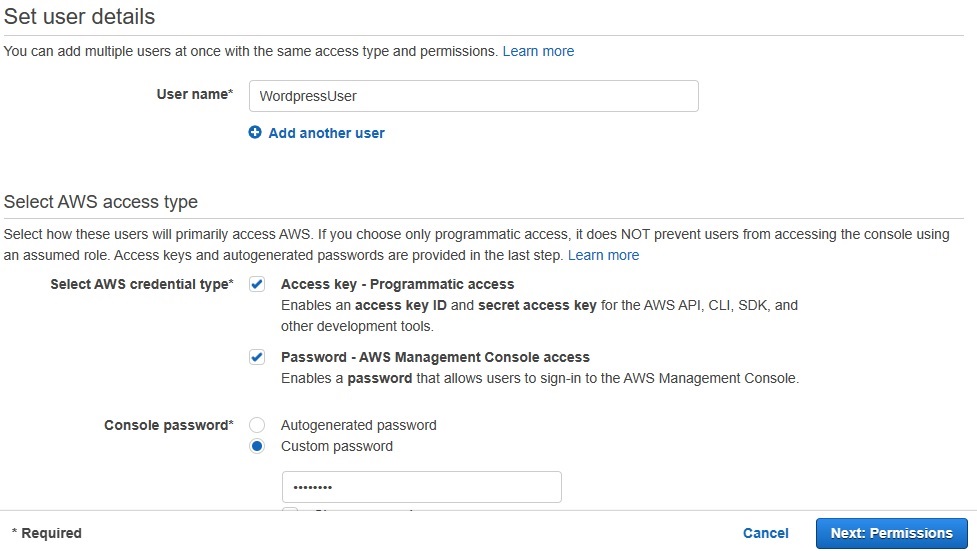 Set user details
You can add multiple users at once with the same access type and permissions. Learn more
User name* WordpressUser
Add another user
Select AWS access type
Select how these users will primarily access AWS. If you choose only programmatic access, it does NOT prevent users from accessing the console using
an assumed role. Access keys and autogenerated passwords are provided in the last step. Learn more
Select AWS credential type* Access key - Programmatic access
Enables an access key ID and secret access key for the AWS API, CLI, SDK, and
other development tools.
Password - AWS Management Console access
Enables a password that allows users to sign-in to the AWS Management Console.
Console password* Autogenerated password
Custom password
••••••••
* Required Cancel Next: Permissions